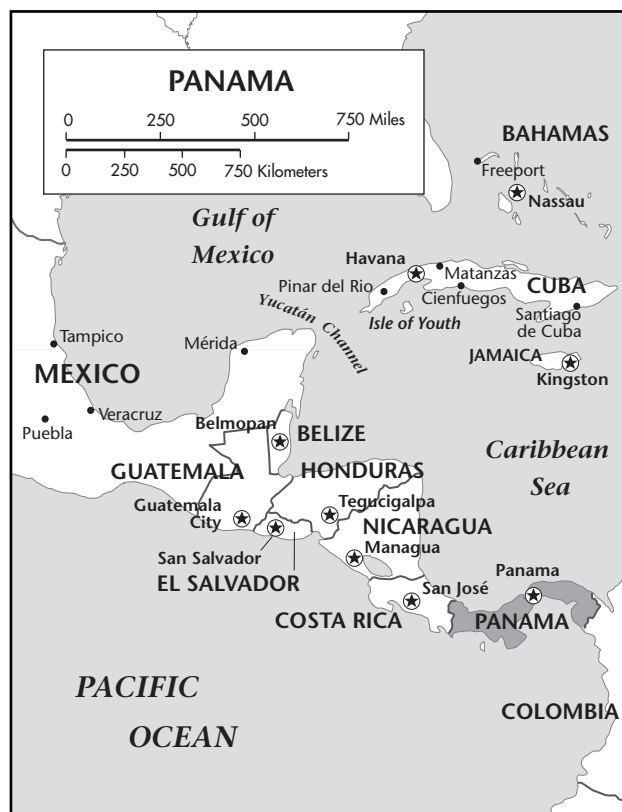 PANAMA
0 250 500 750 Miles
0 250 500 750 Kilometers
BAHAMAS
Freeport
Nassau
Gulf of
Mexico
Havana
Matanzas
Pinar del Rio
Cienfuegos
CUBA
Isle of Youth
Santiago
de Cuba
Yucatán Channel
Tampico
Mérida
JAMAICA
Kingston
MEXICO
Veracruz
Puebla
Belmopan
BELIZE
Caribbean
Sea
GUATEMALA
HONDURAS
Guatemala
City
Tegucigalpa
NICARAGUA
San Salvador
Managua
EL SALVADOR
Panama
San José
COSTA RICA
PANAMA
PACIFIC
OCEAN
COLOMBIA